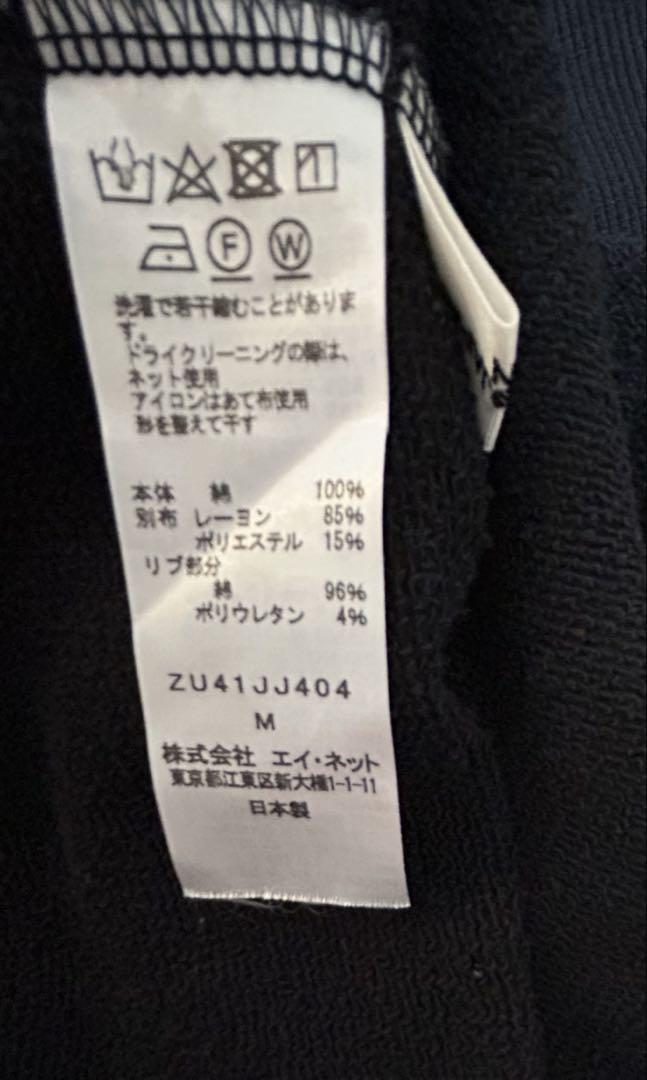 F W
洗濯で若干縮むことがありま
す。
ドライクリーニングの際は、
ネット使用
アイロンはあて布使用
形を整えて干す
本体 綿 100%
別布 レーヨン 85%
ポリエステル 15%
リブ部分
綿 96%
ポリウレタン 4%
ZU41JJ404
M
株式会社 エイ・ネット
東京都江東区新大橋1-1-11
日本製